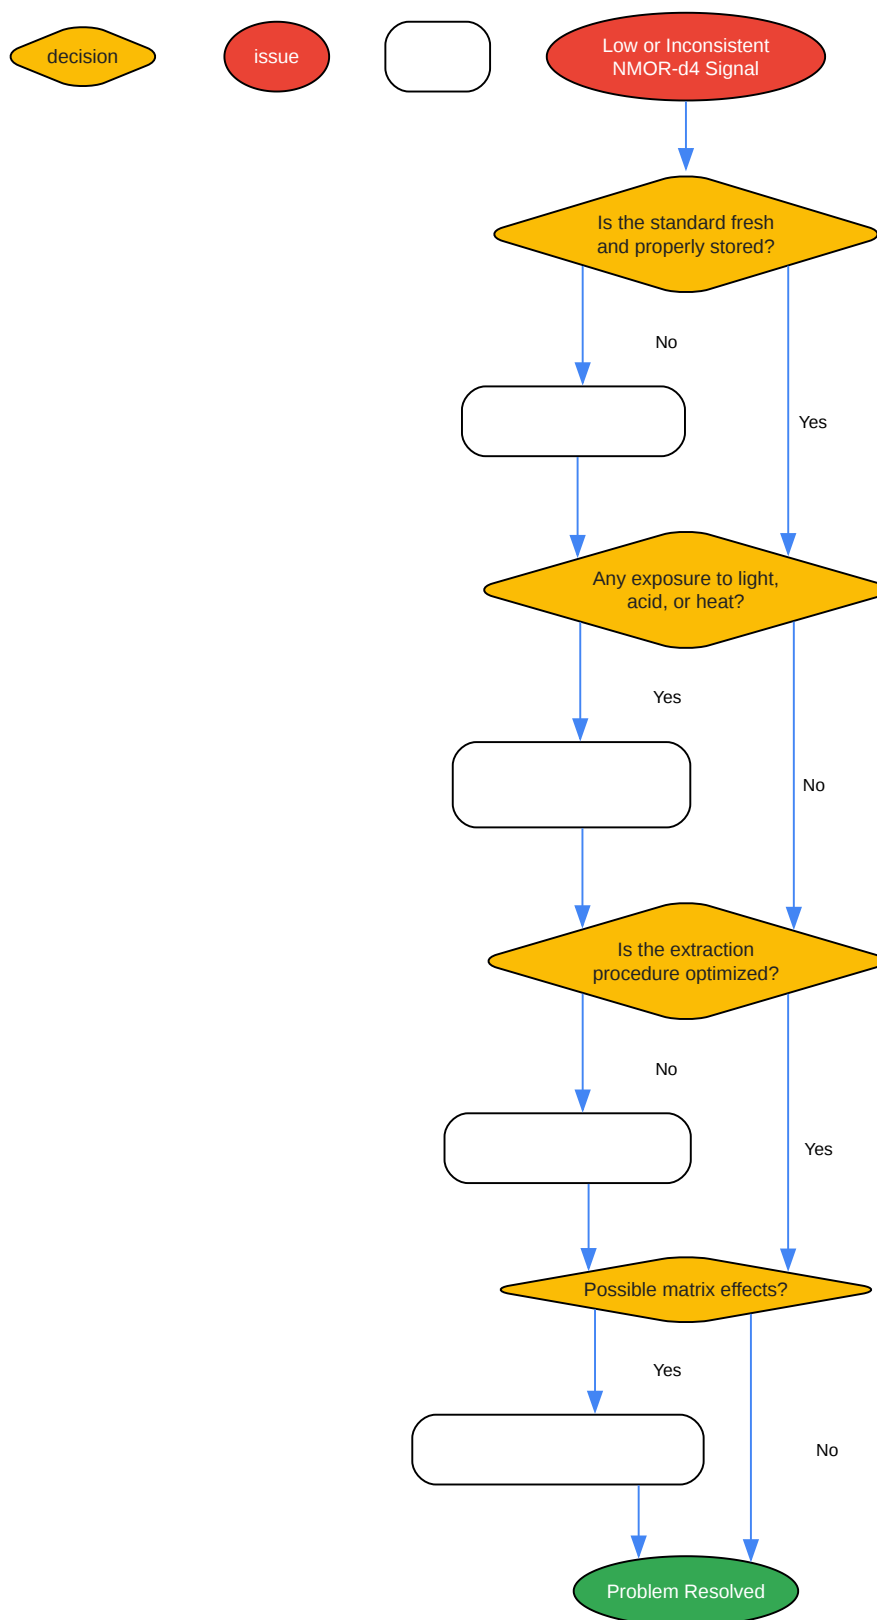 decision
issue
Low or Inconsistent
NMOR-d4 Signal
Is the standard fresh
and properly stored?
No
Yes
Any exposure to light,
acid, or heat?
Yes
No
Is the extraction
procedure optimized?
No
Yes
Possible matrix effects?
Yes
No
Problem Resolved